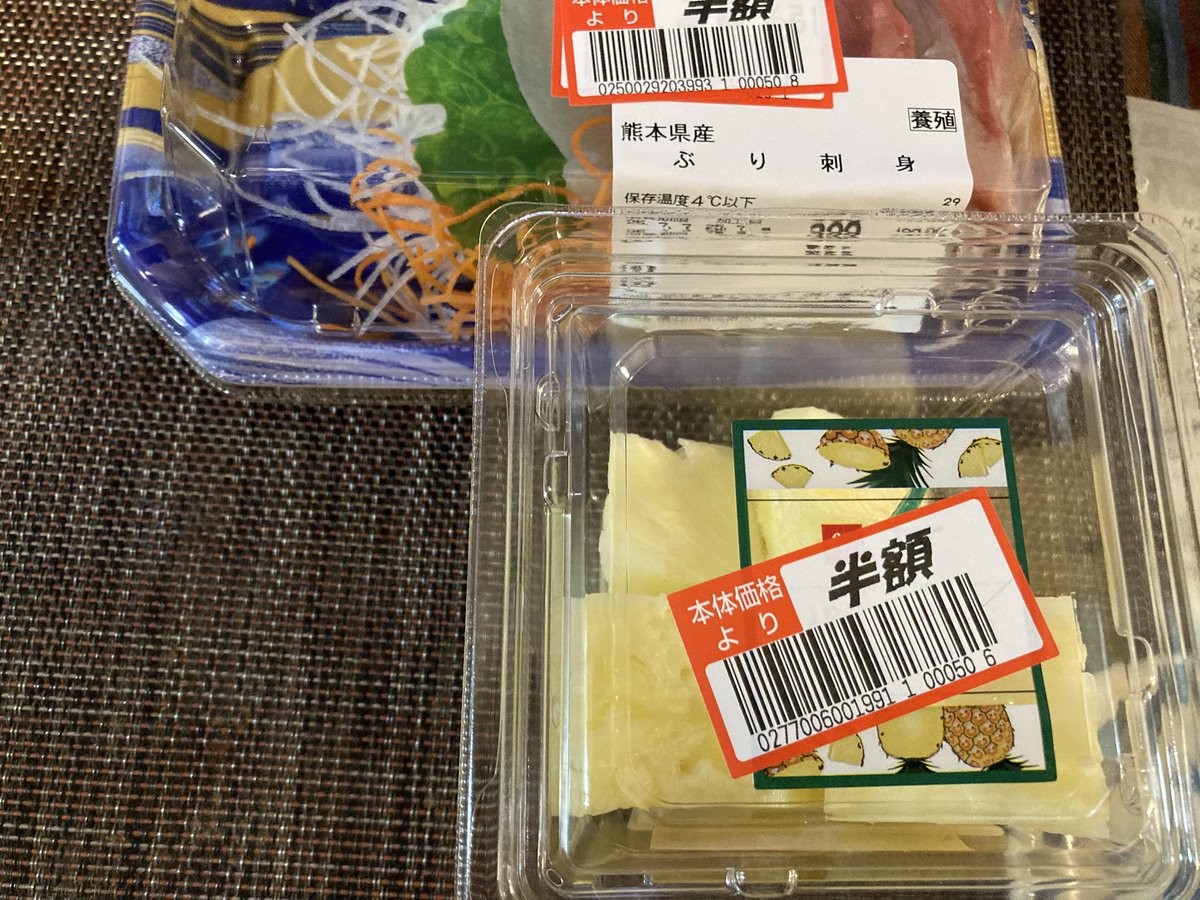 本体価格
より
半額
0250029203993 1 00050 8
養殖
熊本県産
ぶり刺身
保存温度4℃以下
29
本体価格
より
半額
0277006001991 1 00050 6